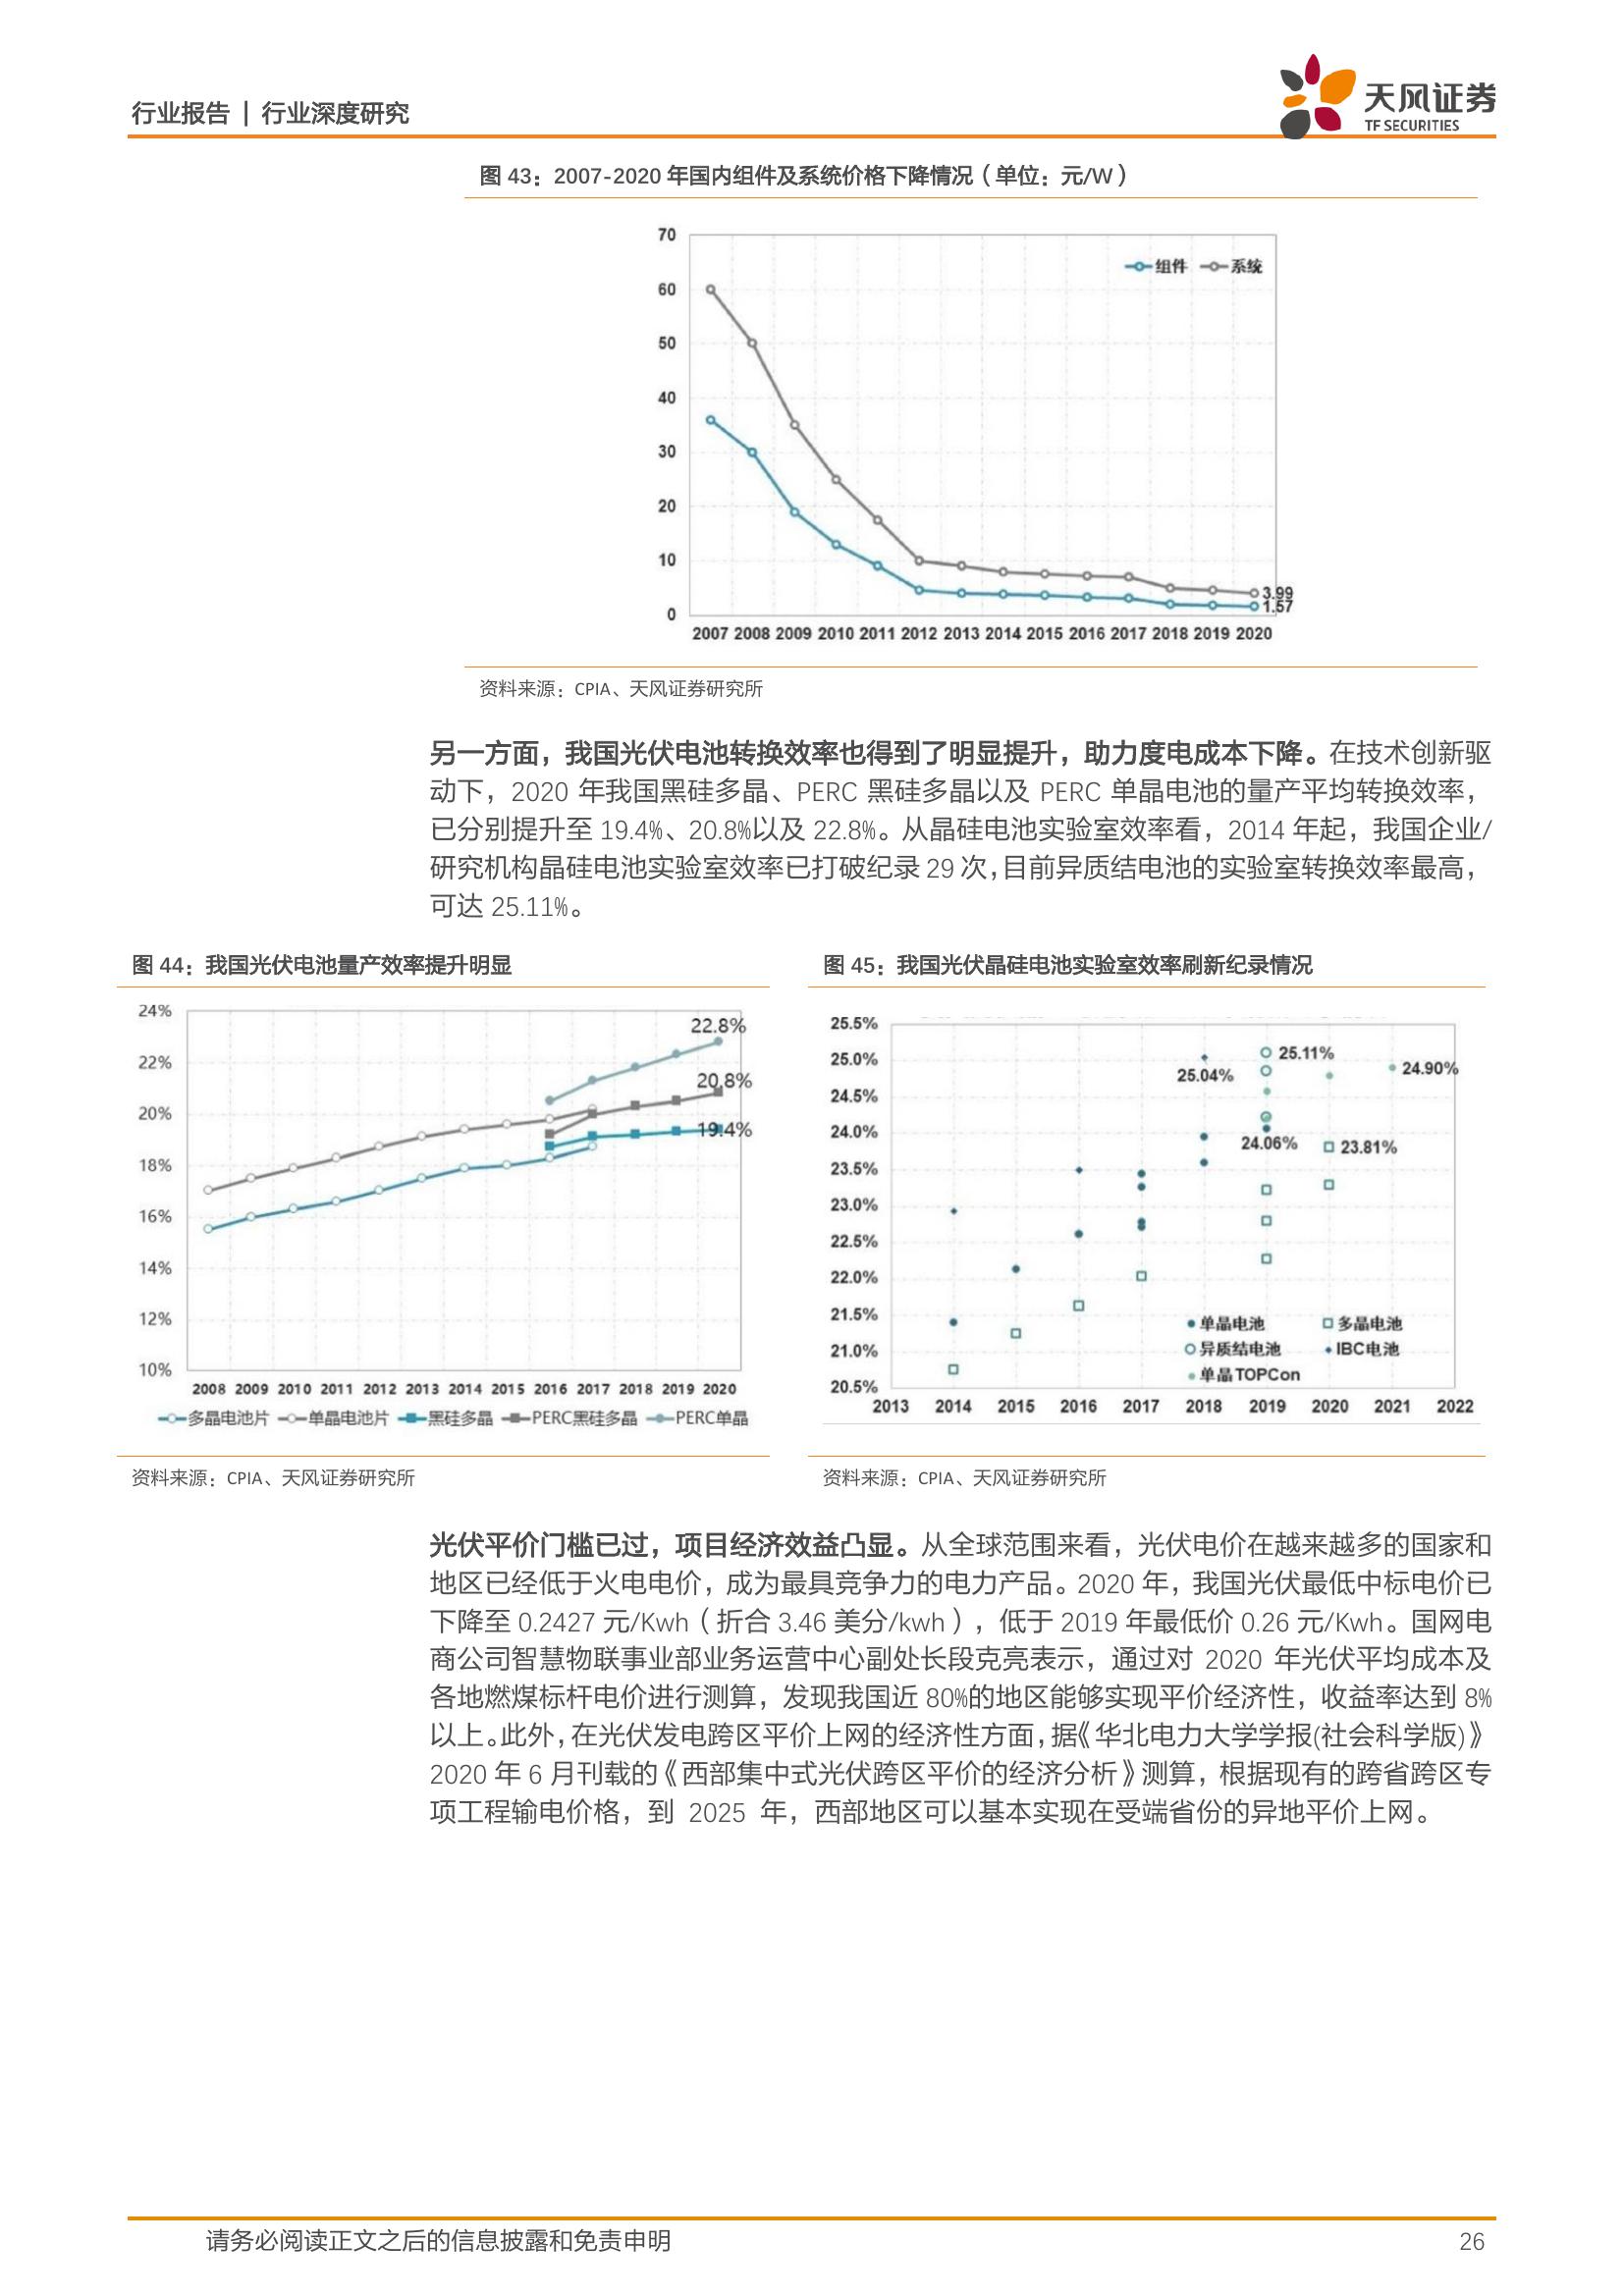 行业报告 | 行业深度研究
天风证券
TF SECURITIES
图 43：2007-2020 年国内组件及系统价格下降情况（单位：元/W）
70
60
50
40
30
20
10
0
组件 系统
3.99
1.57
2007 2008 2009 2010 2011 2012 2013 2014 2015 2016 2017 2018 2019 2020
资料来源：CPIA、天风证券研究所
另一方面，我国光伏电池转换效率也得到了明显提升，助力度电成本下降。在技术创新驱
动下，2020 年我国黑硅多晶、PERC 黑硅多晶以及 PERC 单晶电池的量产平均转换效率，
已分别提升至 19.4%、20.8%以及 22.8%。从晶硅电池实验室效率看，2014 年起，我国企业/
研究机构晶硅电池实验室效率已打破纪录 29 次，目前异质结电池的实验室转换效率最高，
可达 25.11%。
图 44：我国光伏电池量产效率提升明显
24%
22%
20%
18%
16%
14%
12%
10%
22.8%
20.8%
19.4%
2008 2009 2010 2011 2012 2013 2014 2015 2016 2017 2018 2019 2020
多晶电池片 单晶电池片 黑硅多晶 PERC黑硅多晶 PERC单晶
资料来源：CPIA、天风证券研究所
图 45：我国光伏晶硅电池实验室效率刷新纪录情况
25.5%
25.0%
24.5%
24.0%
23.5%
23.0%
22.5%
22.0%
21.5%
21.0%
20.5%
25.11%
25.04%
24.90%
24.06%
23.81%
单晶电池 多晶电池
异质结电池 IBC电池
单晶TOPCon
2013 2014 2015 2016 2017 2018 2019 2020 2021 2022
资料来源：CPIA、天风证券研究所
光伏平价门槛已过，项目经济效益凸显。从全球范围来看，光伏电价在越来越多的国家和
地区已经低于火电电价，成为最具竞争力的电力产品。2020 年，我国光伏最低中标电价已
下降至 0.2427 元/Kwh（折合 3.46 美分/kwh），低于 2019 年最低价 0.26 元/Kwh。国网电
商公司智慧物联事业部业务运营中心副处长段克亮表示，通过对 2020 年光伏平均成本及
各地燃煤标杆电价进行测算，发现我国近 80%的地区能够实现平价经济性，收益率达到 8%
以上。此外，在光伏发电跨区平价上网的经济性方面，据《华北电力大学学报(社会科学版)》
2020 年 6 月刊载的《西部集中式光伏跨区平价的经济分析》测算，根据现有的跨省跨区专
项工程输电价格，到 2025 年，西部地区可以基本实现在受端省份的异地平价上网。
请务必阅读正文之后的信息披露和免责申明
26